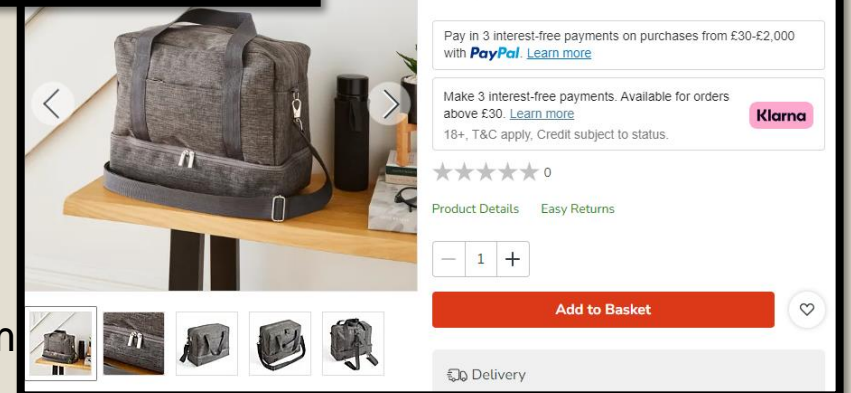 Pay in 3 interest-free payments on purchases from £30-£2,000
with PayPal. Learn more
Make 3 interest-free payments. Available for orders
above £30. Learn more
Klarna
18+, T&C apply, Credit subject to status.
0
Product Details Easy Returns
1
Add to Basket
Delivery